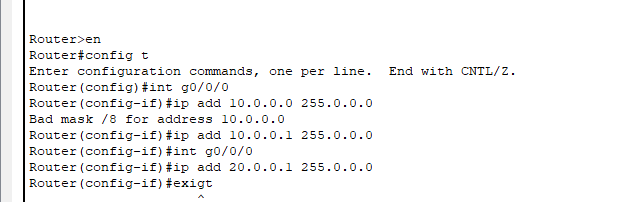 Router>en
Router#config t
Enter configuration commands, one per line.  End with CNTL/Z.
Router(config)#int g0/0/0
Router(config-if)#ip add 10.0.0.0 255.0.0.0
Bad mask /8 for address 10.0.0.0
Router(config-if)#ip add 10.0.0.1 255.0.0.0
Router(config-if)#int g0/0/0
Router(config-if)#ip add 20.0.0.1 255.0.0.0
Router(config-if)#exigt
^